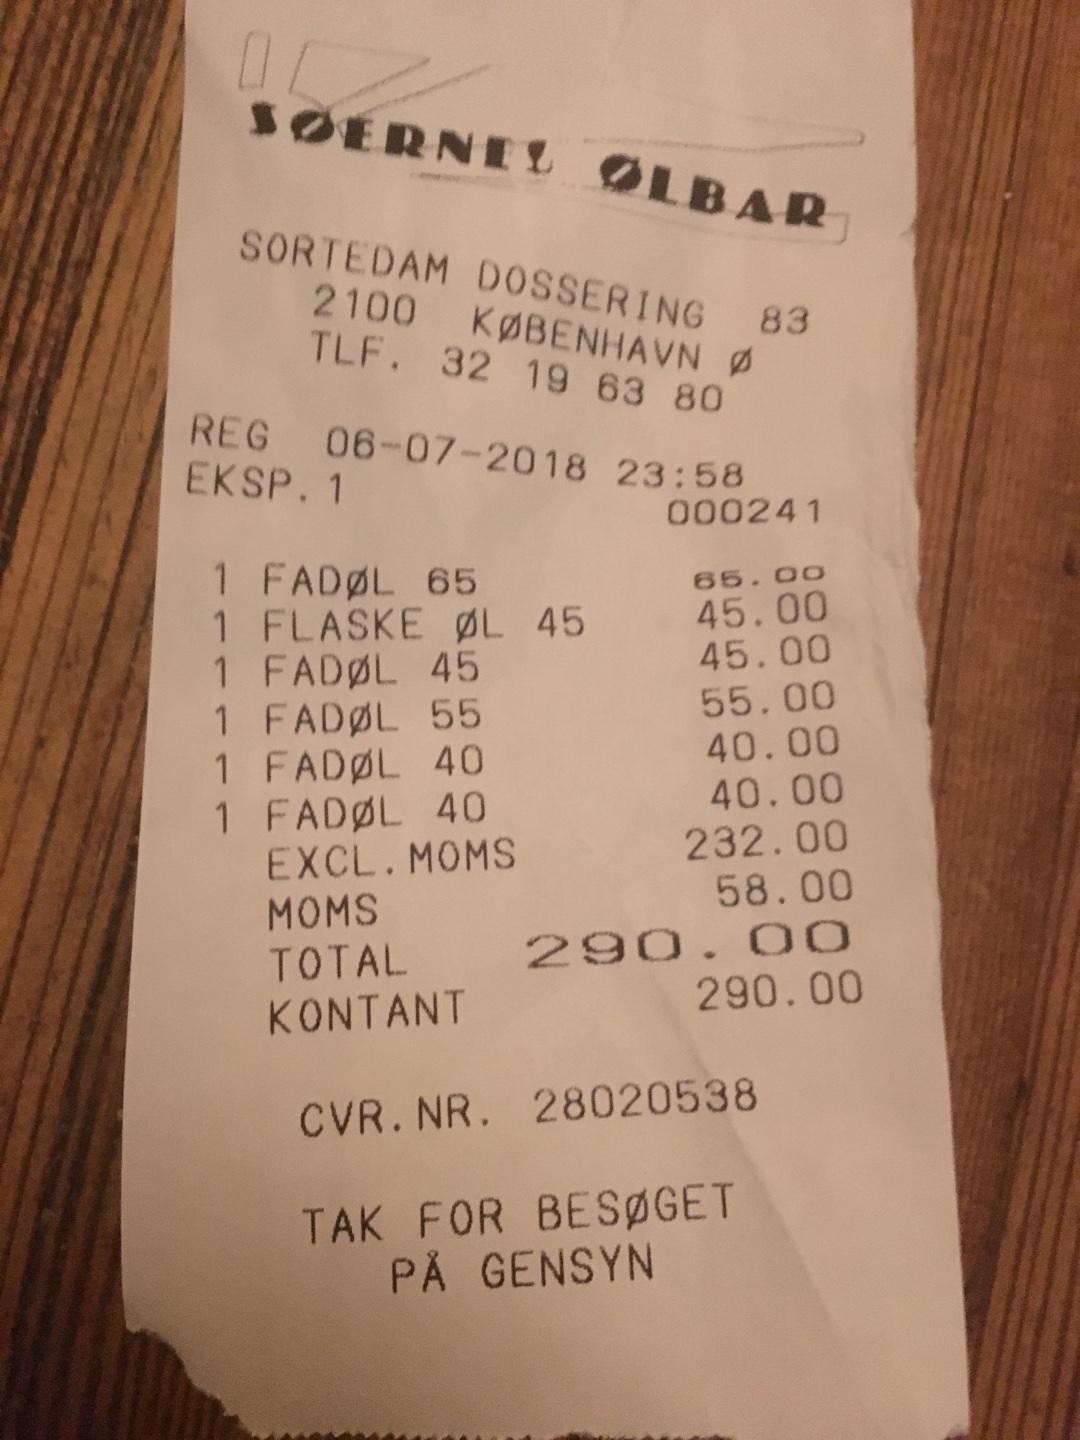 SØERNES ØLBAR
SORTEDAM DOSSERING 83
2100 KØBENHAVN Ø
TLF. 32 19 63 80
REG 06-07-2018 23:58
EKSP.1 000241
1 FADØL 65 65.00
1 FLASKE ØL 45 45.00
1 FADØL 45 45.00
1 FADØL 55 55.00
1 FADØL 40 40.00
1 FADØL 40 40.00
EXCL.MOMS 232.00
MOMS 58.00
TOTAL 290.00
KONTANT 290.00
CVR.NR. 28020538
TAK FOR BESØGET
PÅ GENSYN